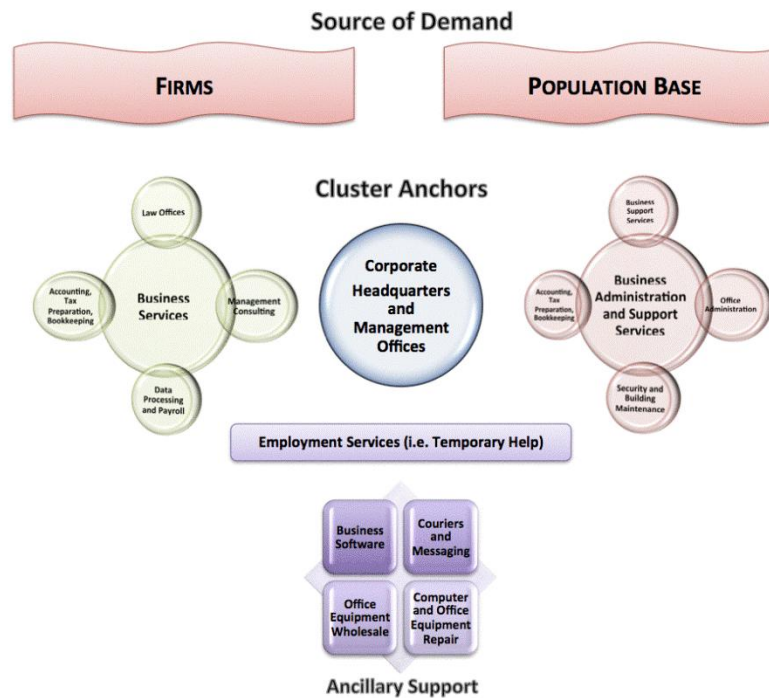 Source of Demand
FIRMS
POPULATION BASE
Cluster Anchors
Law Offices
Accounting,
Tax
Preparation,
Bookkeeping
Business
Services
Management
Consulting
Data
Processing
and Payroll
Corporate
Headquarters
and
Management
Offices
Business
Support
Services
Accounting,
Tax
Preparation,
Bookkeeping
Business
Administration
and Support
Services
Office
Administration
Security and
Building
Maintenance
Employment Services (i.e. Temporary Help)
Business
Software
Couriers
and
Messaging
Office
Equipment
Wholesale
Computer
and Office
Equipment
Repair
Ancillary Support